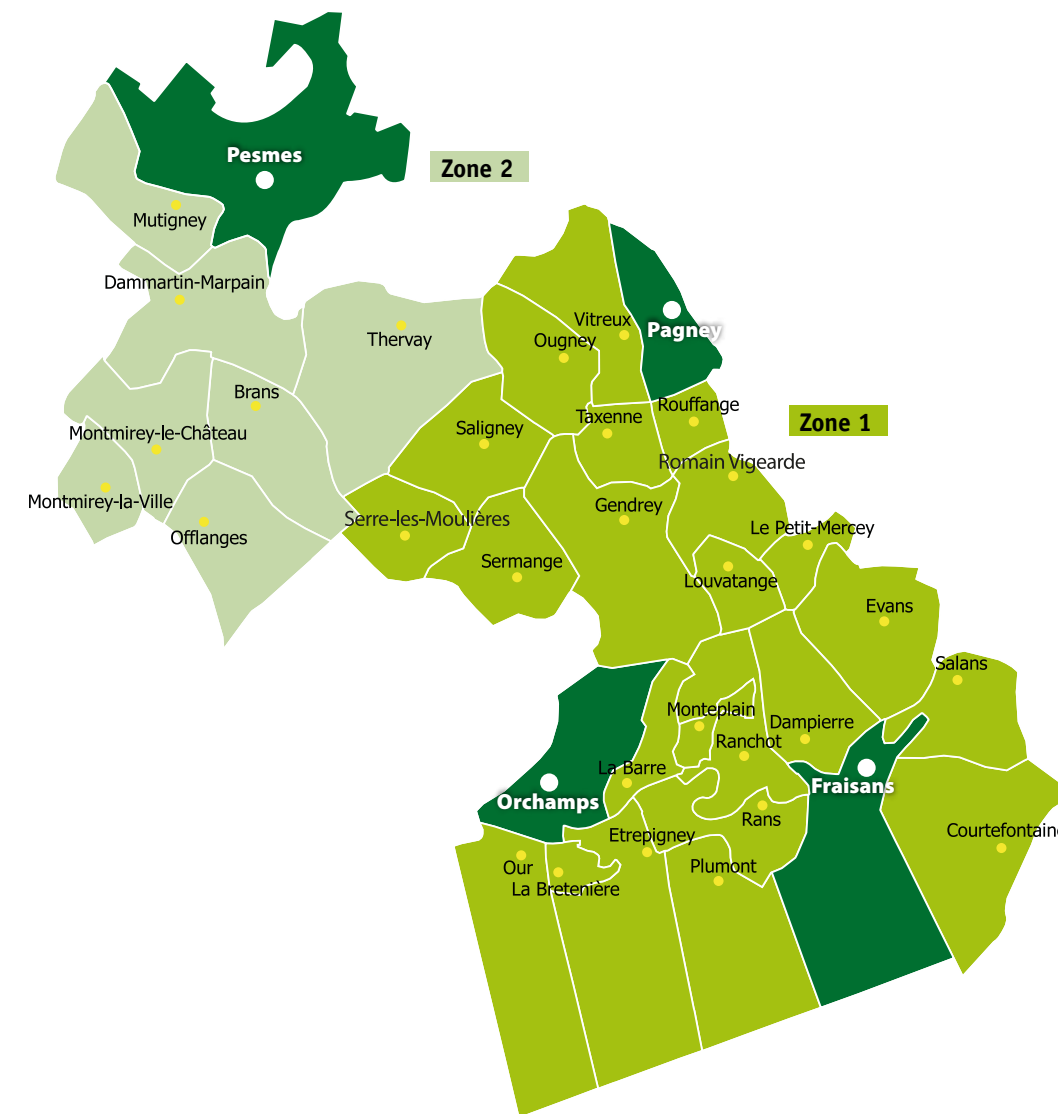 Pesmes
Zone 2
Mutigney
Dammartin-Marpain
Vitreux
Pagney
Thervay
Ougney
Brans
Rouffange
Taxenne
Zone 1
Saligney
Montmirey-le-Château
Romain Vigearde
Montmirey-la-Ville
Gendrey
Serre-les-Moulières
Le Petit-Mercey
Offlanges
Sermange
Louvatange
Evans
Salans
Monteplain
Dampierre
Ranchot
La Barre
Fraisans
Orchamps
Rans
Etrepigney
Courtefontaine
Our
Plumont
La Bretenière